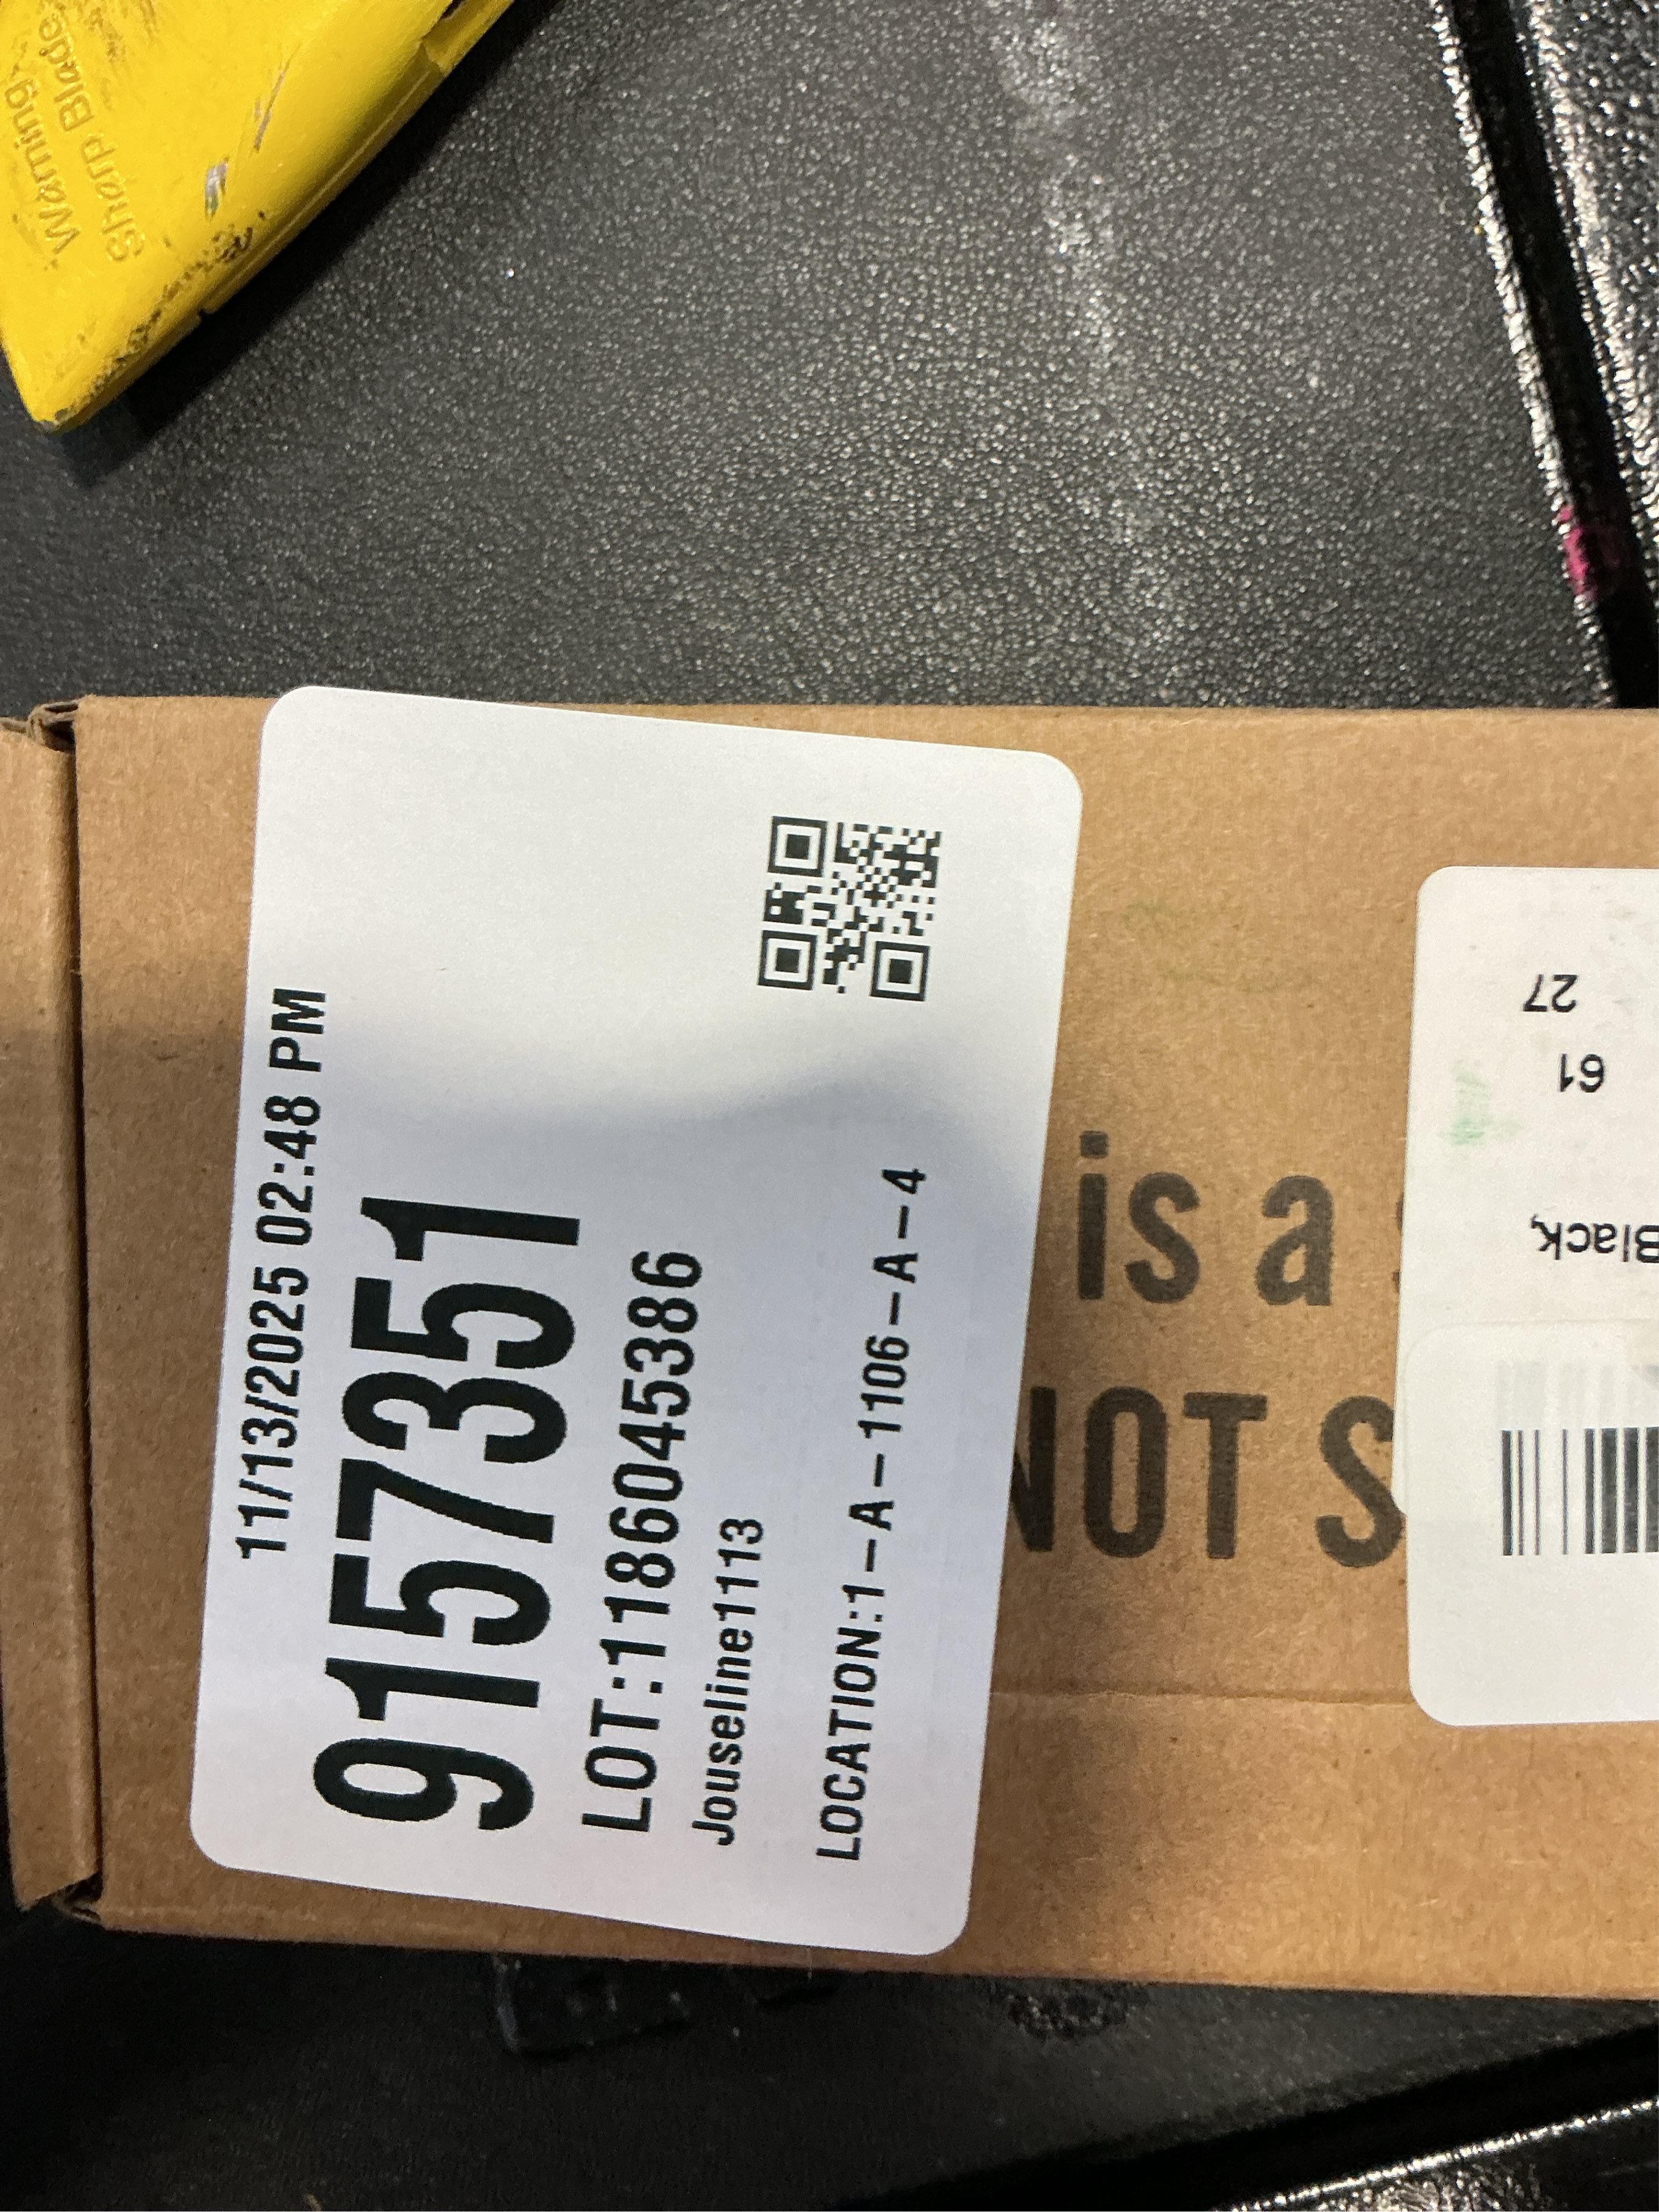 Warning
Sharp Blade
11/13/2025 02:48 PM
9157351
LOT:1186045386
Jouseline1113
LOCATION:1-A-1106-A-4
is a
NOT S
27
61
Black,